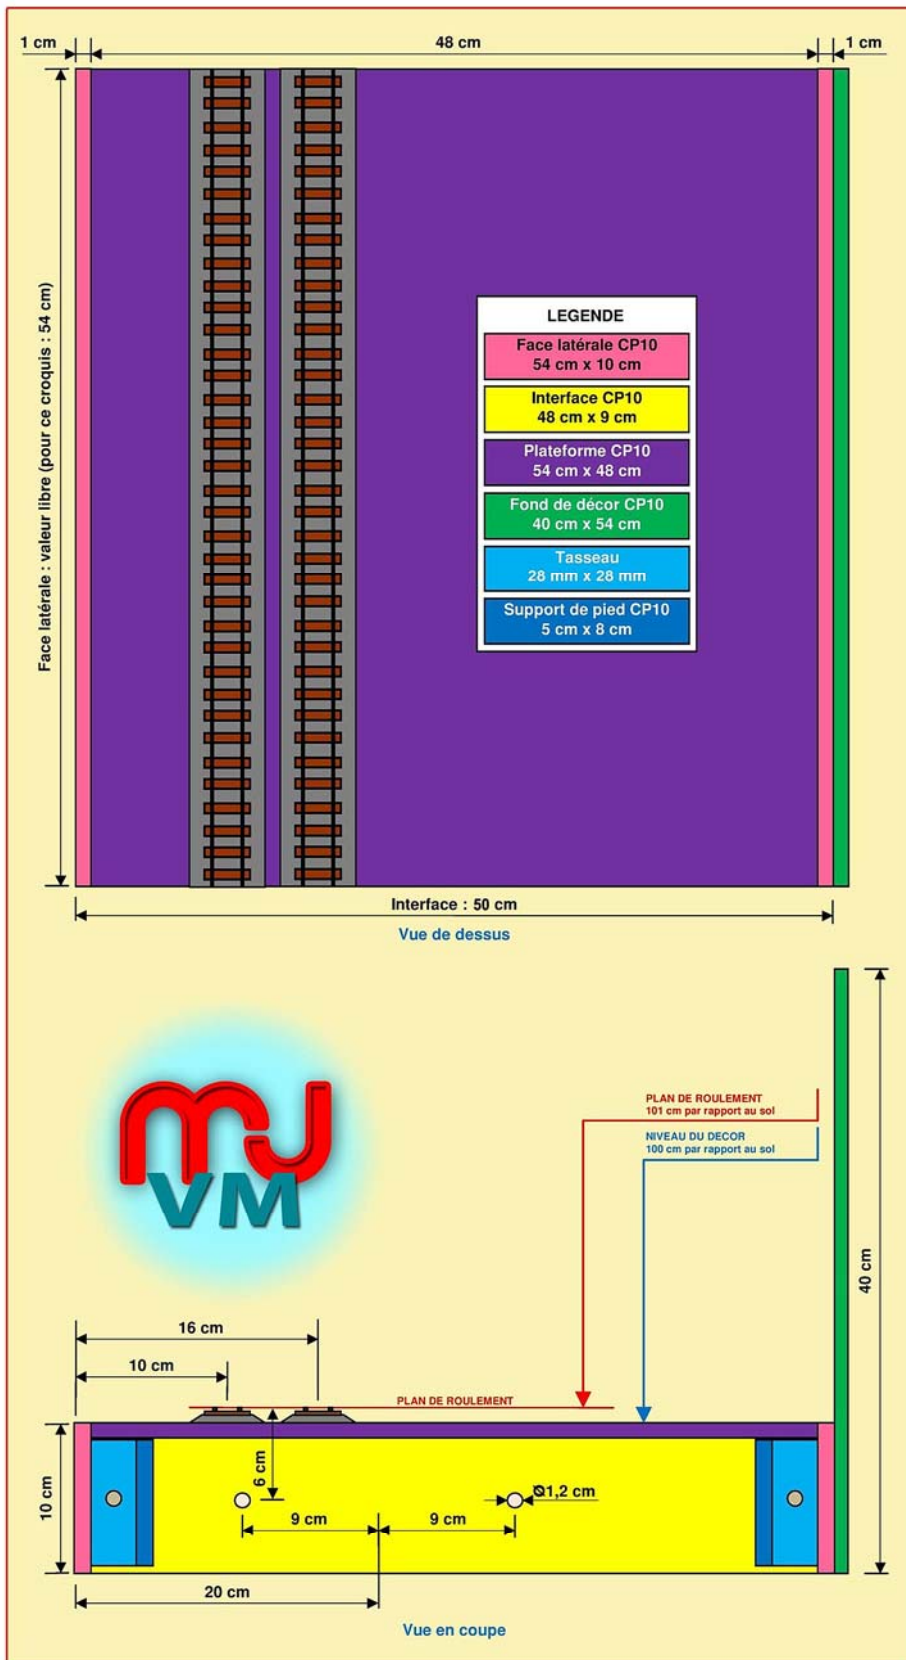 1 cm
48 cm
1 cm
Face latérale : valeur libre (pour ce croquis : 54 cm)
LEGENDE
Face latérale CP10
54 cm x 10 cm
Interface CP10
48 cm x 9 cm
Plateforme CP10
54 cm x 48 cm
Fond de décor CP10
40 cm x 54 cm
Tasseau
28 mm x 28 mm
Support de pied CP10
5 cm x 8 cm
Interface : 50 cm
Vue de dessus
MJ
VM
PLAN DE ROULEMENT
101 cm par rapport au sol
NIVEAU DU DECOR
100 cm par rapport au sol
40 cm
16 cm
10 cm
PLAN DE ROULEMENT
10 cm
6 cm
Ø1,2 cm
9 cm
9 cm
20 cm
Vue en coupe